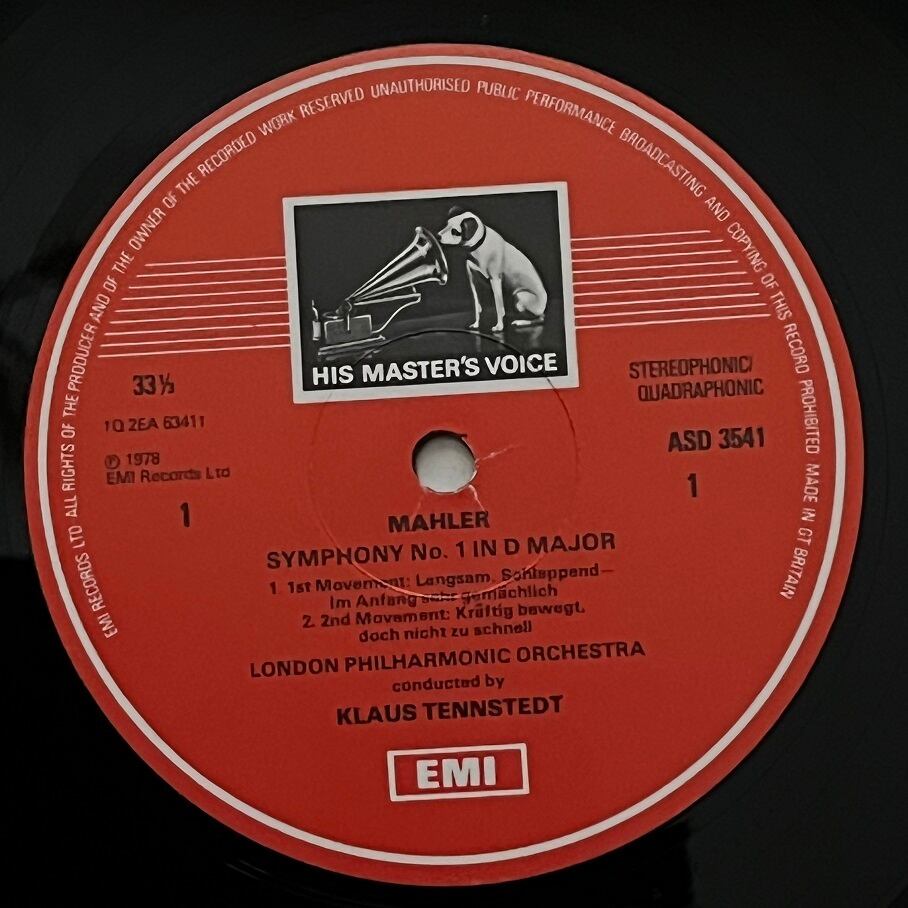 EMI RECORDS LTD ALL RIGHTS OF THE PRODUCER AND OF THE OWNER OF THE RECORDED WORK RESERVED UNAUTHORISED PUBLIC PERFORMANCE BROADCASTING AND COPYING OF THIS RECORD PROHIBITED MADE IN GT BRITAIN
HIS MASTER'S VOICE
33⅓
STEREOPHONIC/
QUADRAPHONIC
1Q 2EA 63411
ASD 3541
℗ 1978
EMI Records Ltd
1
1
MAHLER
SYMPHONY No. 1 IN D MAJOR
1. 1st Movement: Langsam. Schleppend—
Im Anfang sehr gemächlich
2. 2nd Movement: Kräftig bewegt,
doch nicht zu schnell
LONDON PHILHARMONIC ORCHESTRA
conducted by
KLAUS TENNSTEDT
EMI